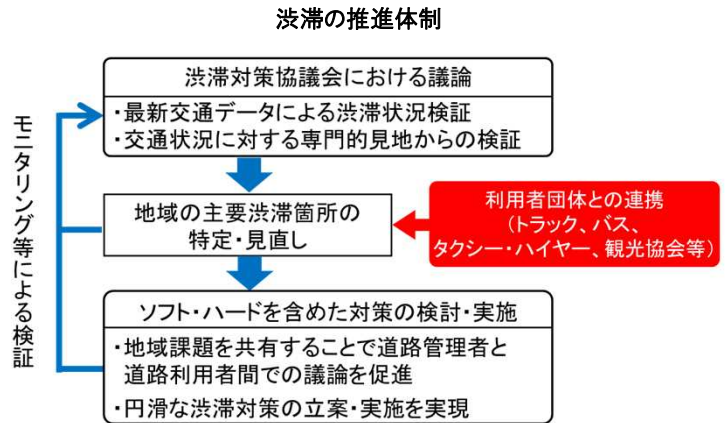 渋滞の推進体制
渋滞対策協議会における議論
・最新交通データによる渋滞状況検証
・交通状況に対する専門的見地からの検証
モニタリング等による検証
地域の主要渋滞箇所の
特定・見直し
利用者団体との連携
(トラック、バス、
タクシー・ハイヤー、観光協会等)
ソフト・ハードを含めた対策の検討・実施
・地域課題を共有することで道路管理者と
道路利用者間での議論を促進
・円滑な渋滞対策の立案・実施を実現